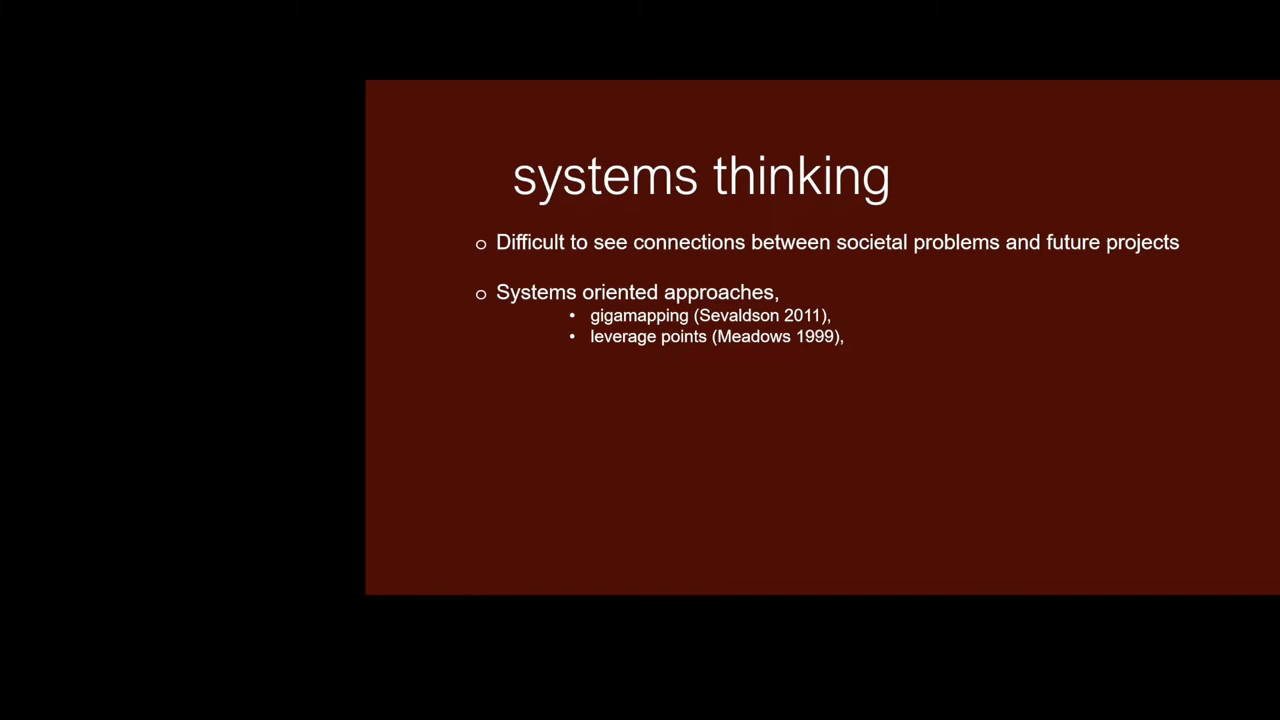 systems thinking
o Difficult to see connections between societal problems and future projects
o Systems oriented approaches,
• gigamapping (Sevaldson 2011),
• leverage points (Meadows 1999),